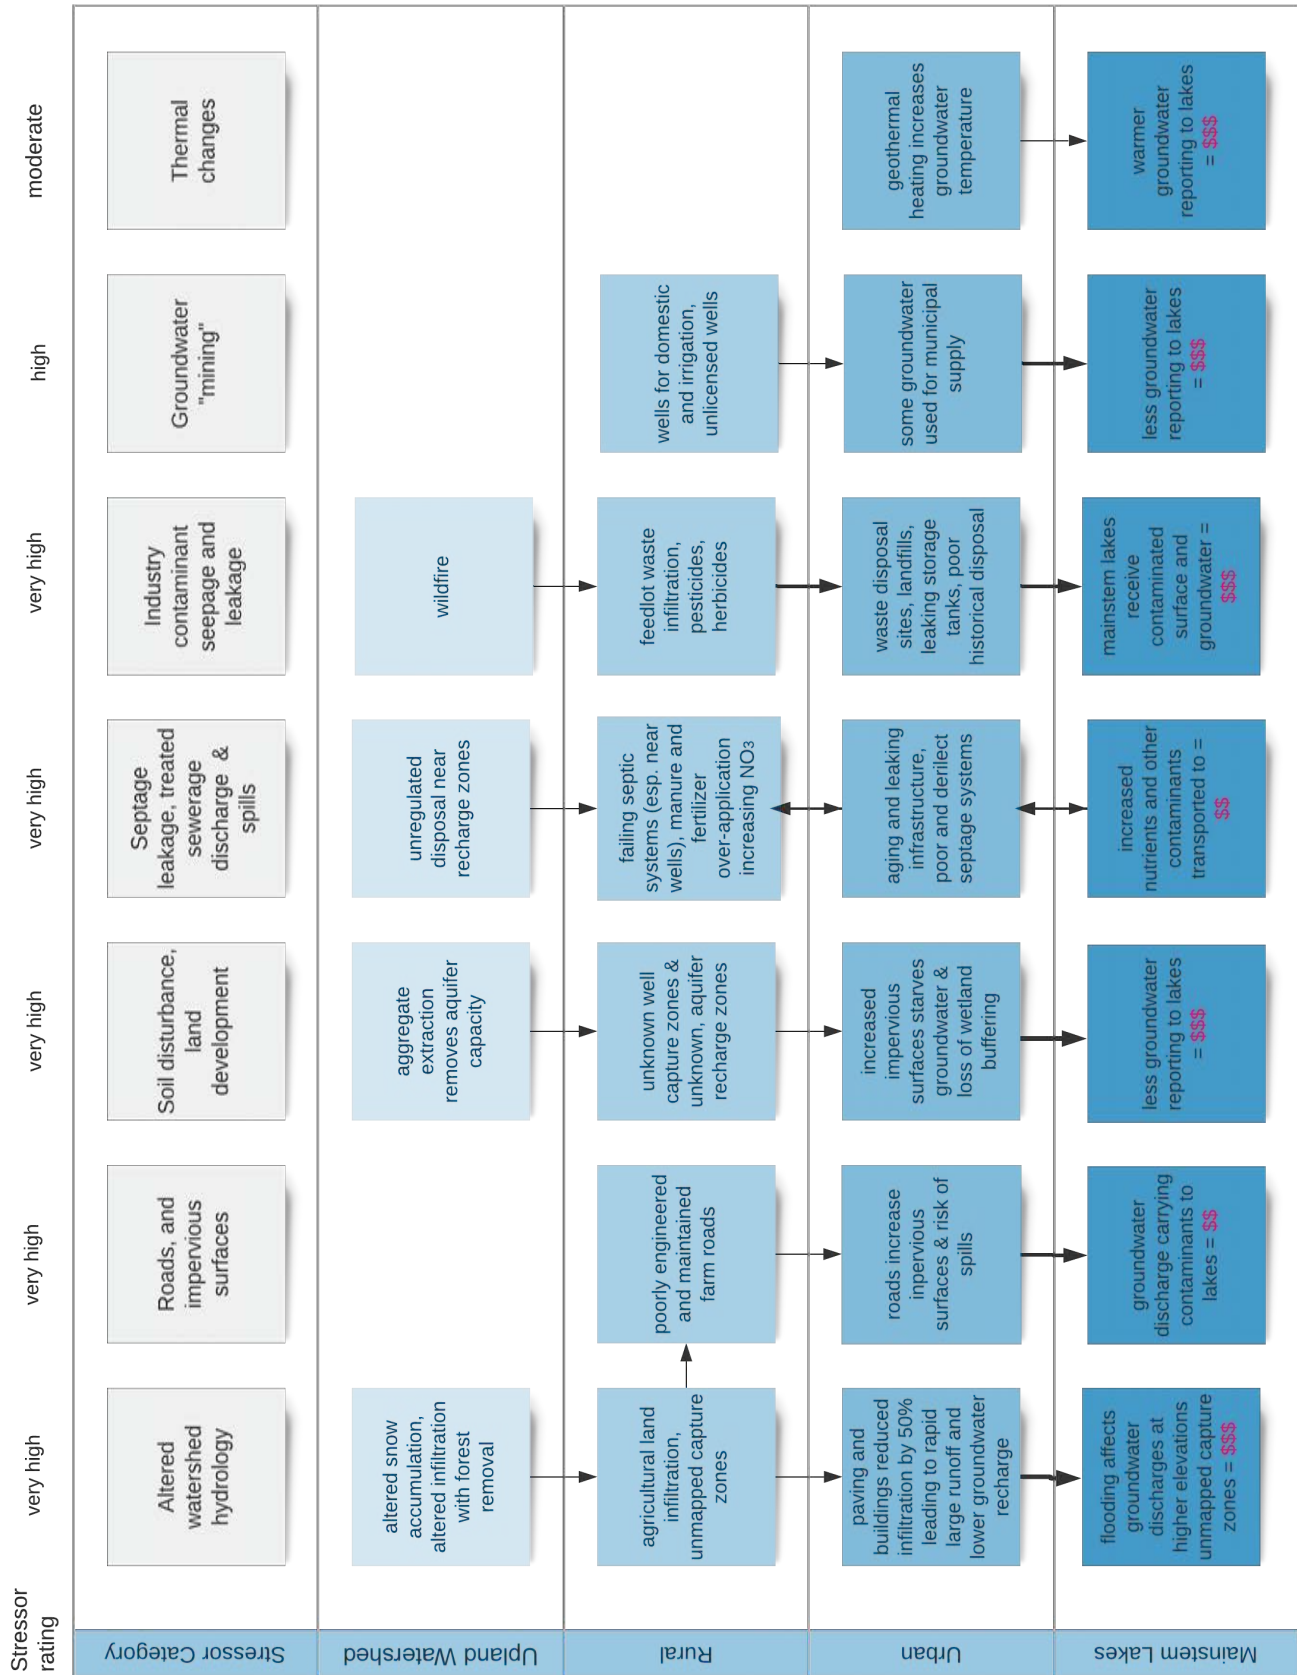 Stressor
rating
very high
very high
very high
very high
very high
high
moderate
Stressor Category
Altered
watershed
hydrology
Roads, and
impervious
surfaces
Soil disturbance,
land
development
Septage
leakage, treated
sewerage
discharge &
spills
Industry
contaminant
seepage and
leakage
Groundwater
"mining"
Thermal
changes
Upland Watershed
altered snow
accumulation,
altered infiltration
with forest
removal
aggregate
extraction
removes aquifer
capacity
unregulated
disposal near
recharge zones
wildfire
Rural
agricultural land
infiltration,
unmapped capture
zones
poorly engineered
and maintained
farm roads
unknown well
capture zones &
unknown, aquifer
recharge zones
failing septic
systems (esp. near
wells), manure and
fertilizer
over-application
increasing NO3
feedlot waste
infiltration,
pesticides,
herbicides
wells for domestic
and irrigation,
unlicensed wells
Urban
paving and
buildings reduced
infiltration by 50%
leading to rapid
large runoff and
lower groundwater
recharge
roads increase
inpervious
surfaces & risk of
spills
increased
impervious
surfaces starves
groundwater &
loss of wetland
buffering
aging and leaking
infrastructure,
poor and derilect
septage systems
waste disposal
sites, landfills,
leaking storage
tanks, poor
historical disposal
some groundwater
used for municipal
supply
geothermal
heating increases
groundwater
temperature
Mainstem Lakes
flooding affects
groundwater
discharges at
higher elevations
unmapped capture
zones = $$$
groundwater
discharge carrying
contaminants to
lakes = $$
less groundwater
reporting to lakes
= $$$
increased
nutrients and other
contaminants
transported to =
$$
mainstem lakes
receive
contaminated
surface and
groundwater =
$$$
less groundwater
reporting to lakes
= $$$
warmer
groundwater
reporting to lakes
= $$$